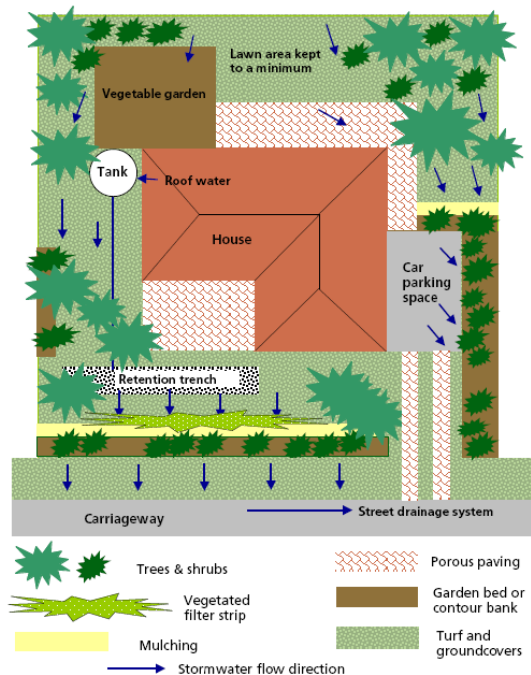 Lawn area kept
to a minimum
Vegetable garden
Tank
Roof water
House
Car
parking
space
Retention trench
Carriageway
Street drainage system
Trees & shrubs
Vegetated
filter strip
Mulching
Stormwater flow direction
Porous paving
Garden bed or
contour bank
Turf and
groundcovers